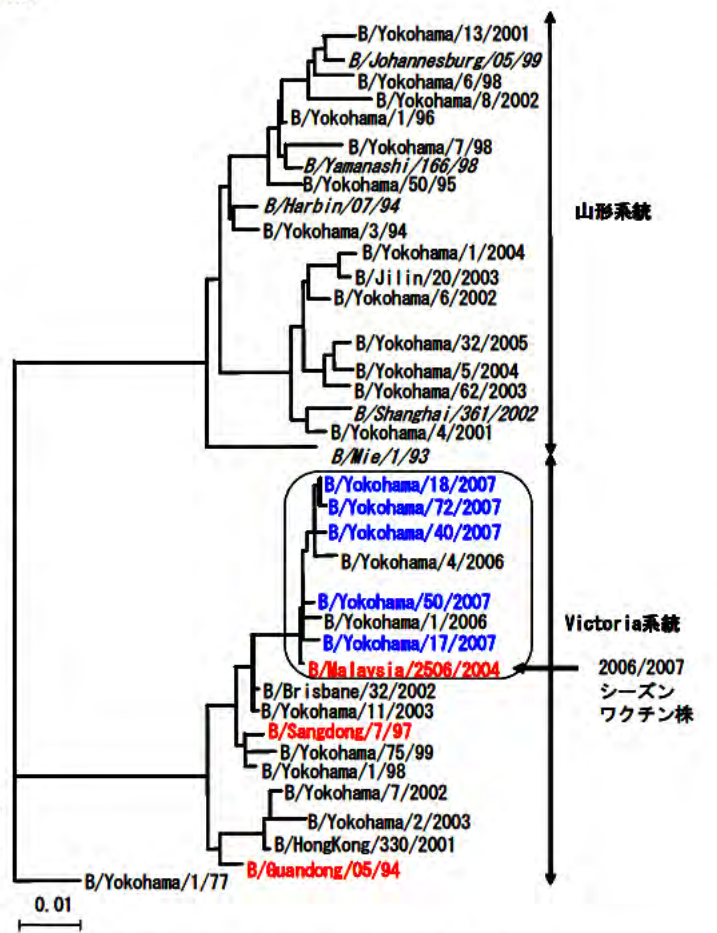 B/Yokohama/13/2001
B/Johannesburg/05/99
B/Yokohama/6/98
B/Yokohama/8/2002
B/Yokohama/1/96
B/Yokohama/7/98
B/Yamanashi/166/98
B/Yokohama/50/95
B/Harbin/07/94
B/Yokohama/3/94
B/Yokohama/1/2004
B/Jilin/20/2003
B/Yokohama/6/2002
B/Yokohama/32/2005
B/Yokohama/5/2004
B/Yokohama/62/2003
B/Shanghai/361/2002
B/Yokohama/4/2001
B/Mie/1/93
山形系統
B/Yokohama/18/2007
B/Yokohama/72/2007
B/Yokohama/40/2007
B/Yokohama/4/2006
B/Yokohama/50/2007
B/Yokohama/1/2006
B/Yokohama/17/2007
B/Malaysia/2506/2004
B/Brisbane/32/2002
B/Yokohama/11/2003
B/Sangdong/7/97
B/Yokohama/75/99
B/Yokohama/1/98
B/Yokohama/7/2002
B/Yokohama/2/2003
B/HongKong/330/2001
B/Guandong/05/94
B/Yokohama/1/77
Victoria系統
2006/2007
シーズン
ワクチン株
0.01